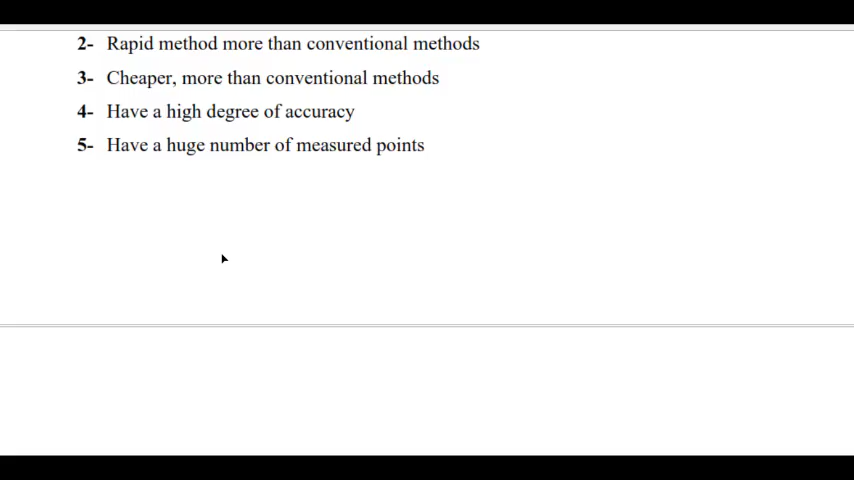 2- Rapid method more than conventional methods
3- Cheaper, more than conventional methods
4- Have a high degree of accuracy
5- Have a huge number of measured points